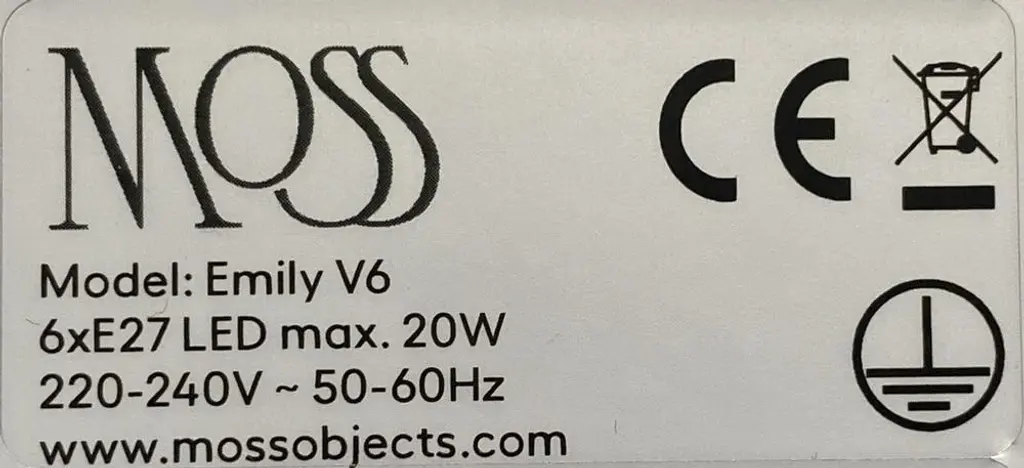 MOSS
CE
Model: Emily V6
6xE27 LED max. 20W
220-240V ~ 50-60Hz
www.mossobjects.com